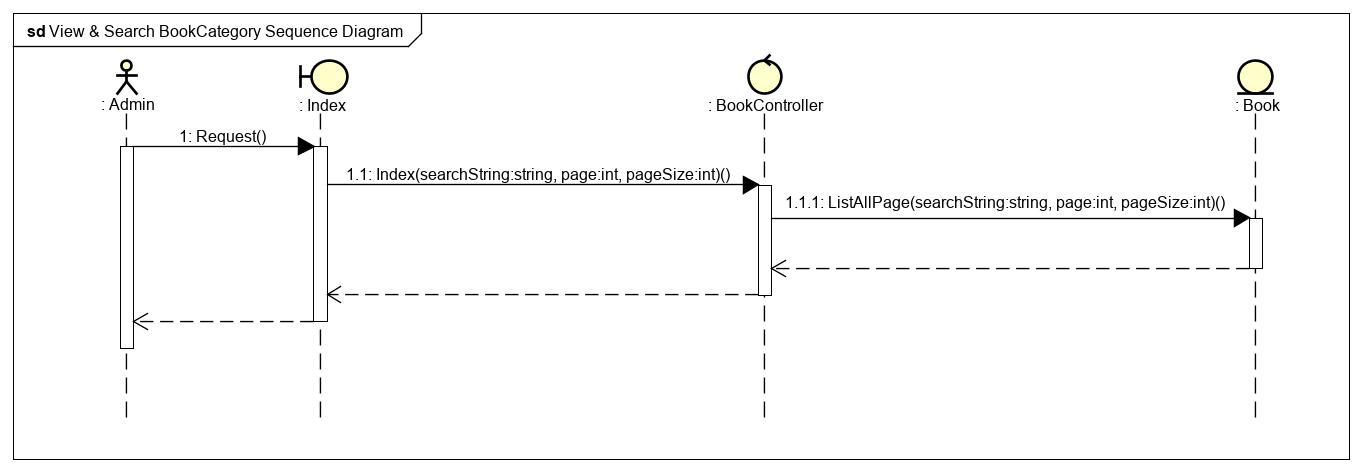 sd View & Search BookCategory Sequence Diagram
: Admin
: Index
: BookController
: Book
1: Request()
1.1: Index(searchString:string, page:int, pageSize:int)()
1.1.1: ListAllPage(searchString:string, page:int, pageSize:int)()